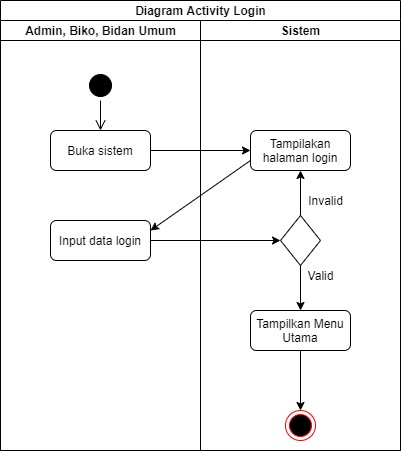 Diagram Activity Login
Admin, Biko, Bidan Umum
Sistem
Buka sistem
Tampilakan
halaman login
Invalid
Input data login
Valid
Tampilkan Menu
Utama